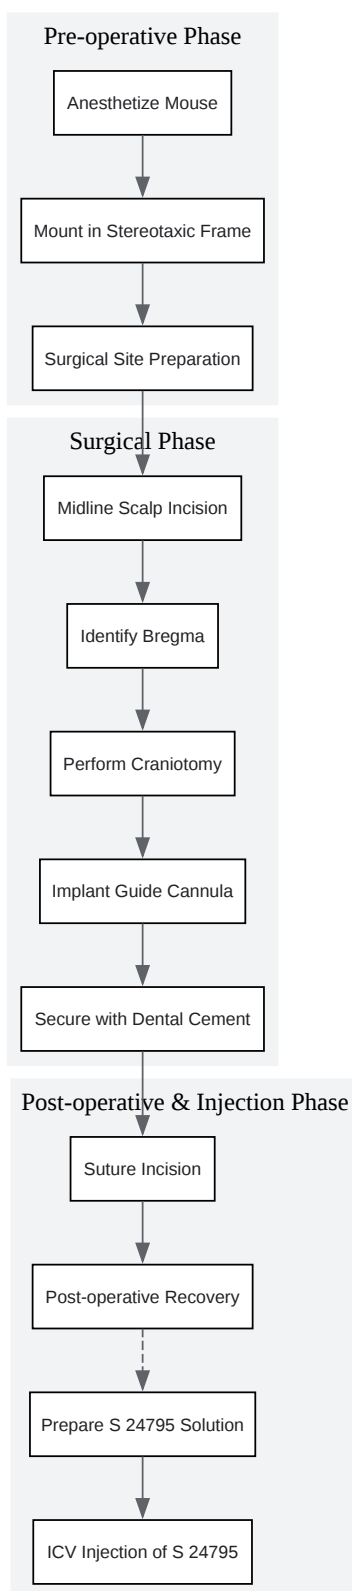 Pre-operative Phase
Anesthetize Mouse
Mount in Stereotaxic Frame
Surgical Site Preparation
Surgical Phase
Midline Scalp Incision
Identify Bregma
Perform Craniotomy
Implant Guide Cannula
Secure with Dental Cement
Post-operative & Injection Phase
Suture Incision
Post-operative Recovery
Prepare S 24795 Solution
ICV Injection of S 24795